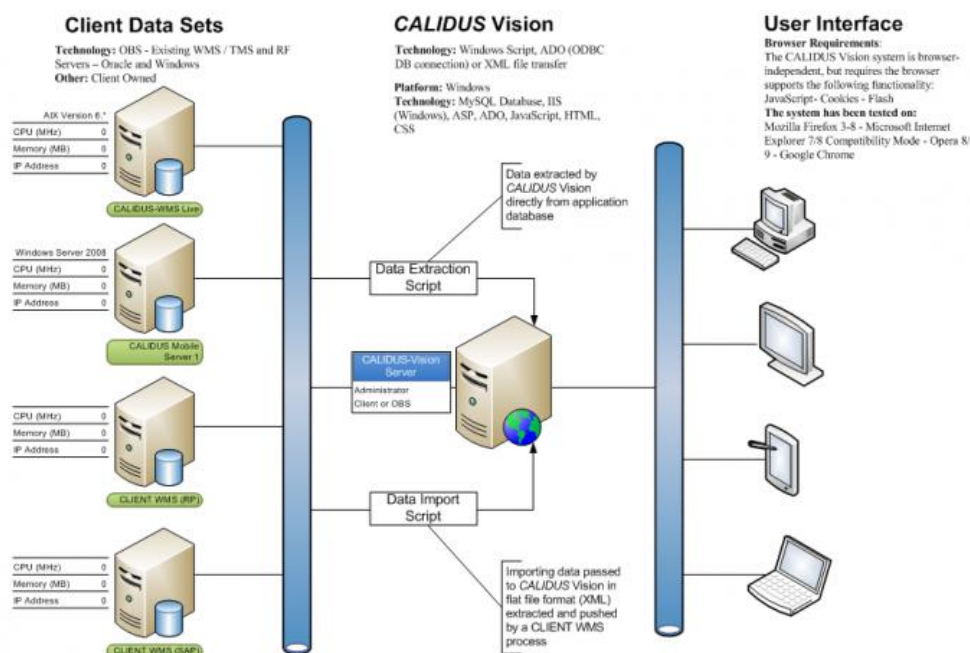 Client Data Sets
Technology: OBS - Existing WMS / TMS and RF
Servers – Oracle and Windows
Other: Client Owned
AIX Version 6.*
CPU (MHz) 0
Memory (MB) 0
IP Address 0
CALIDUS-WMS Live
Windows Server 2008
CPU (MHz) 0
Memory (MB) 0
IP Address 0
CALIDUS Mobile
Server 1
CPU (MHz) 0
Memory (MB) 0
IP Address 0
CLIENT WMS (RP)
CPU (MHz) 0
Memory (MB) 0
IP Address 0
CLIENT WMS (SAP)
CALIDUS Vision
Technology: Windows Script, ADO (ODBC
DB connection) or XML file transfer
Platform: Windows
Technology: MySQL Database, IIS
(Windows), ASP, ADO, JavaScript, HTML,
CSS
Data extracted by
CALIDUS Vision
directly from application
database
Data Extraction
Script
CALIDUS-Vision
Server
Administrator
Client or OBS
Data Import
Script
Importing data passed
to CALIDUS Vision in
flat file format (XML)
extracted and pushed
by a CLIENT WMS
process
User Interface
Browser Requirements:
The CALIDUS Vision system is browser-
independent, but requires the browser
supports the following functionality:
JavaScript- Cookies - Flash
The system has been tested on:
Mozilla Firefox 3-8 - Microsoft Internet
Explorer 7/8 Compatibility Mode - Opera 8/
9 - Google Chrome